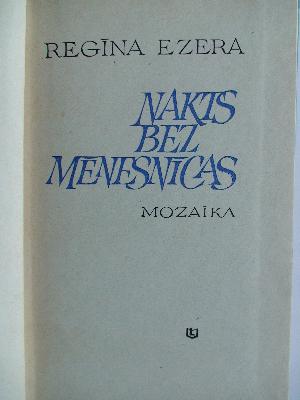 REGĪNA EZERA
NAKTS
BEZ
MĒNESNĪCAS
MOZAĪKA